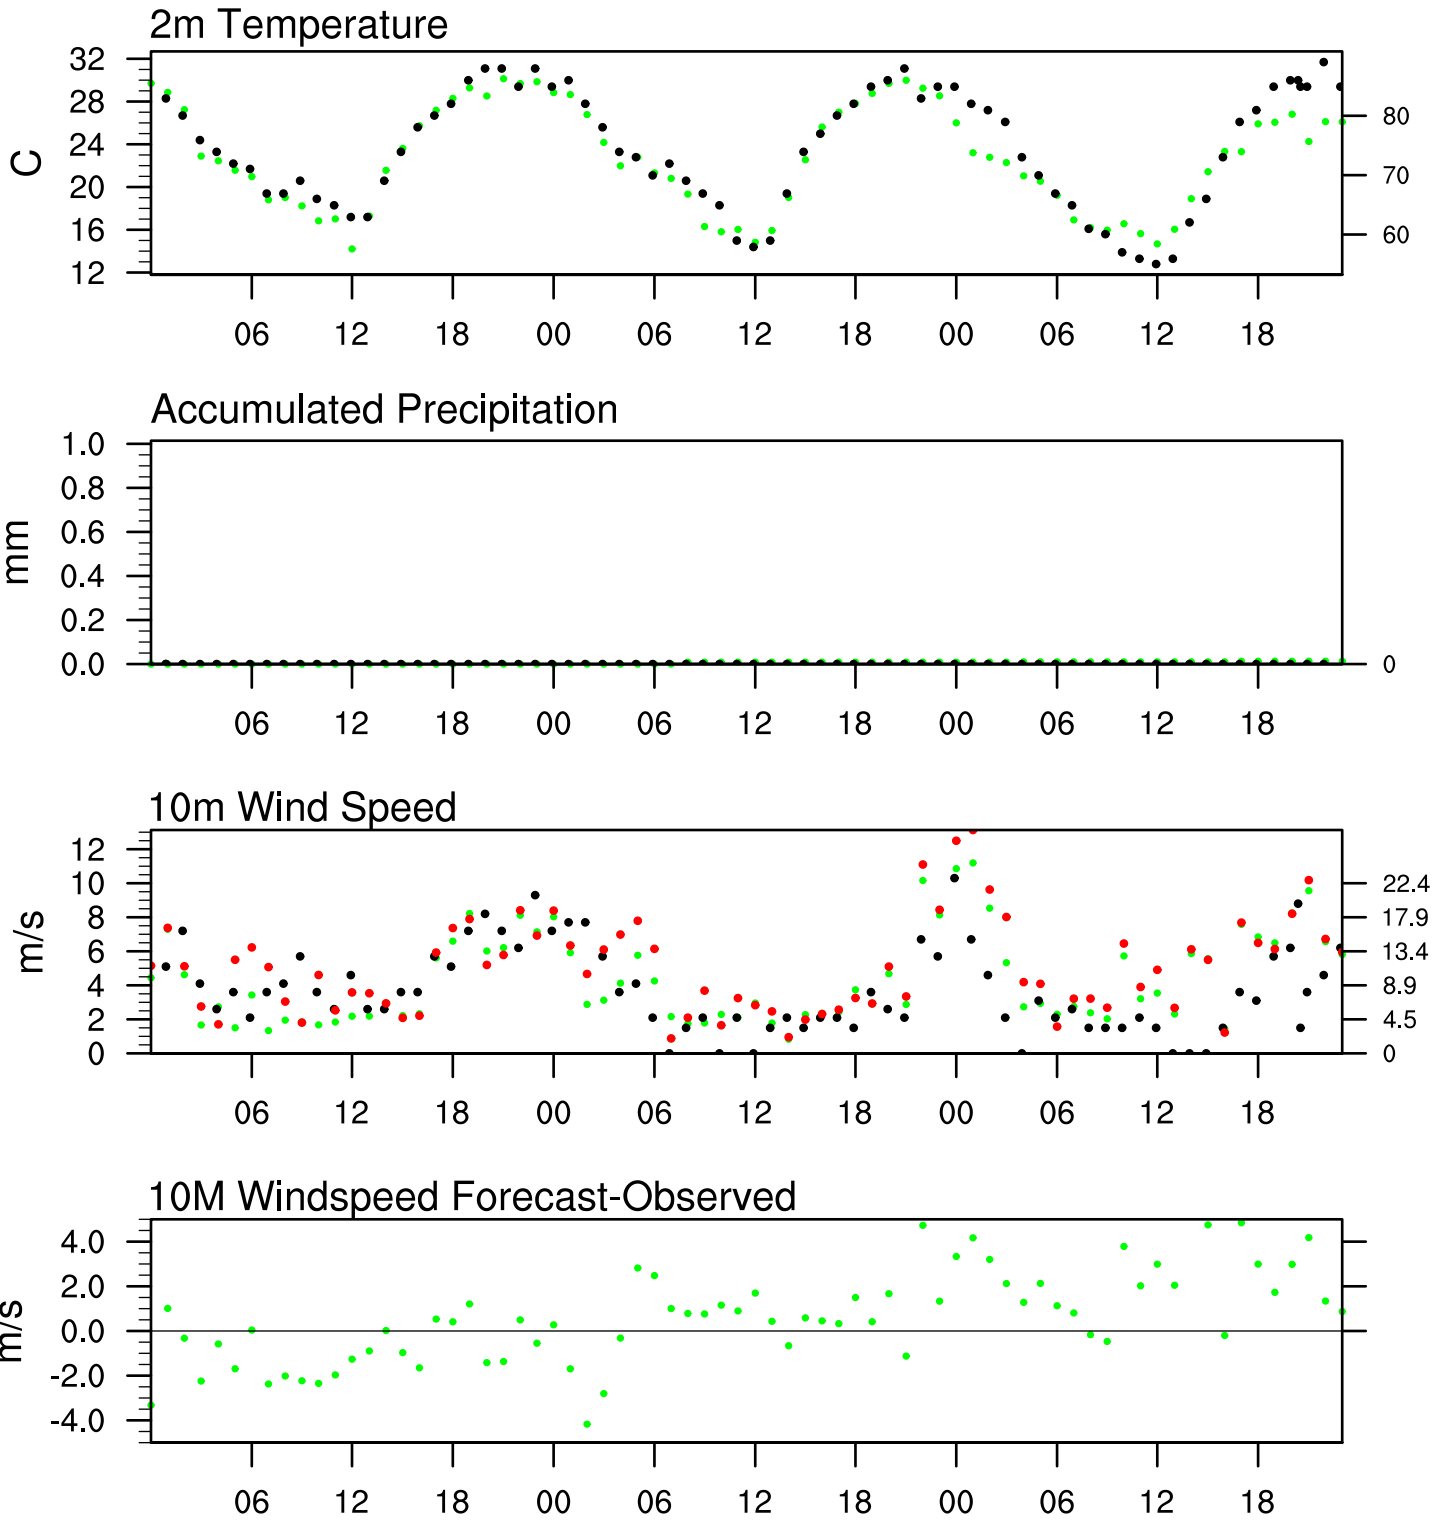 2m Temperature
32
28
24
20
16
12
C
80
70
60
06 12 18 00 06 12 18 00 06 12 18
Accumulated Precipitation
1.0
0.8
0.6
0.4
0.2
0.0
mm
0
06 12 18 00 06 12 18 00 06 12 18
10m Wind Speed
12
10
8
6
4
2
0
m/s
22.4
17.9
13.4
8.9
4.5
0
06 12 18 00 06 12 18 00 06 12 18
10M Windspeed Forecast-Observed
4.0
2.0
0.0
-2.0
-4.0
m/s
06 12 18 00 06 12 18 00 06 12 18